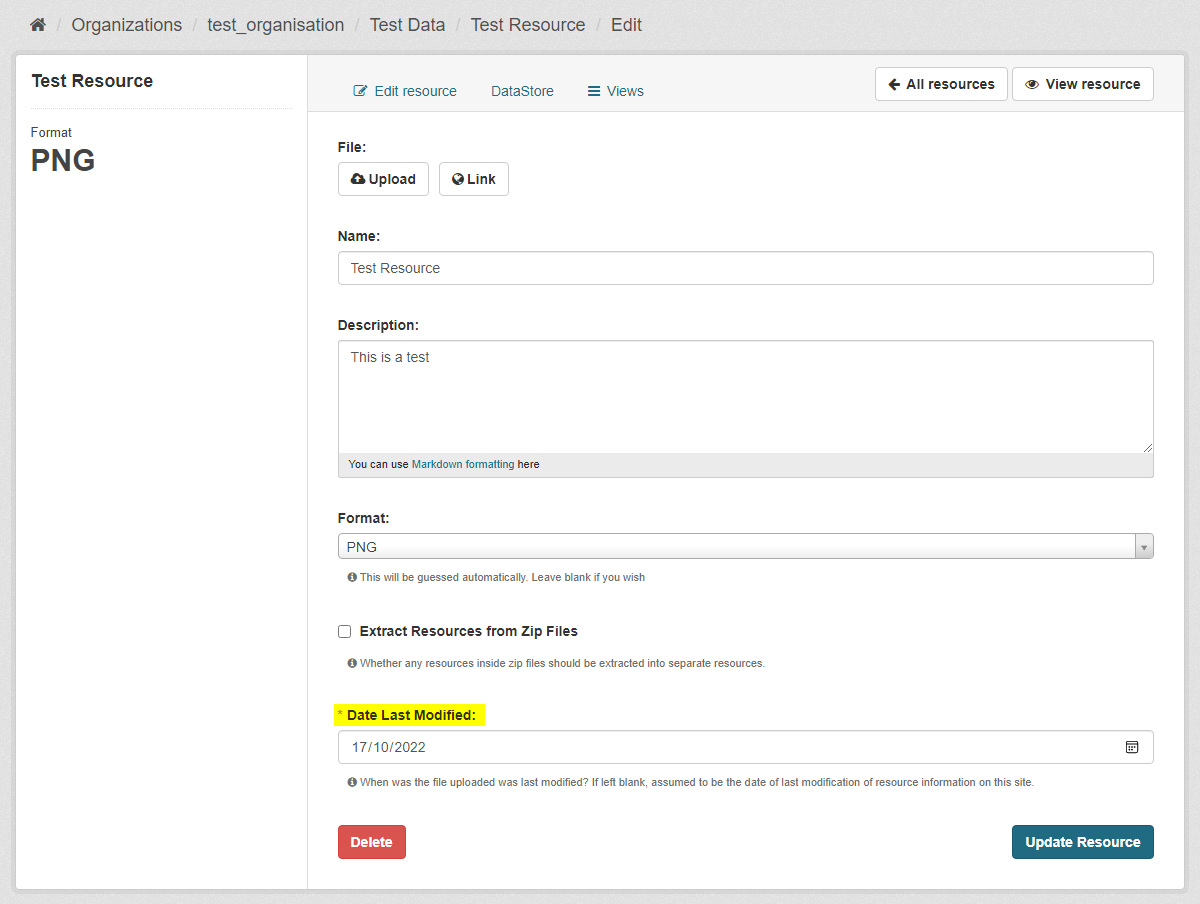 / Organizations / test_organisation / Test Data / Test Resource / Edit
Test Resource
Format
PNG
Edit resource DataStore Views
All resources View resource
File:
Upload Link
Name:
Test Resource
Description:
This is a test
You can use Markdown formatting here
Format:
PNG
This will be guessed automatically. Leave blank if you wish
Extract Resources from Zip Files
Whether any resources inside zip files should be extracted into separate resources.
* Date Last Modified:
17/10/2022
When was the file uploaded was last modified? If left blank, assumed to be the date of last modification of resource information on this site.
Delete Update Resource